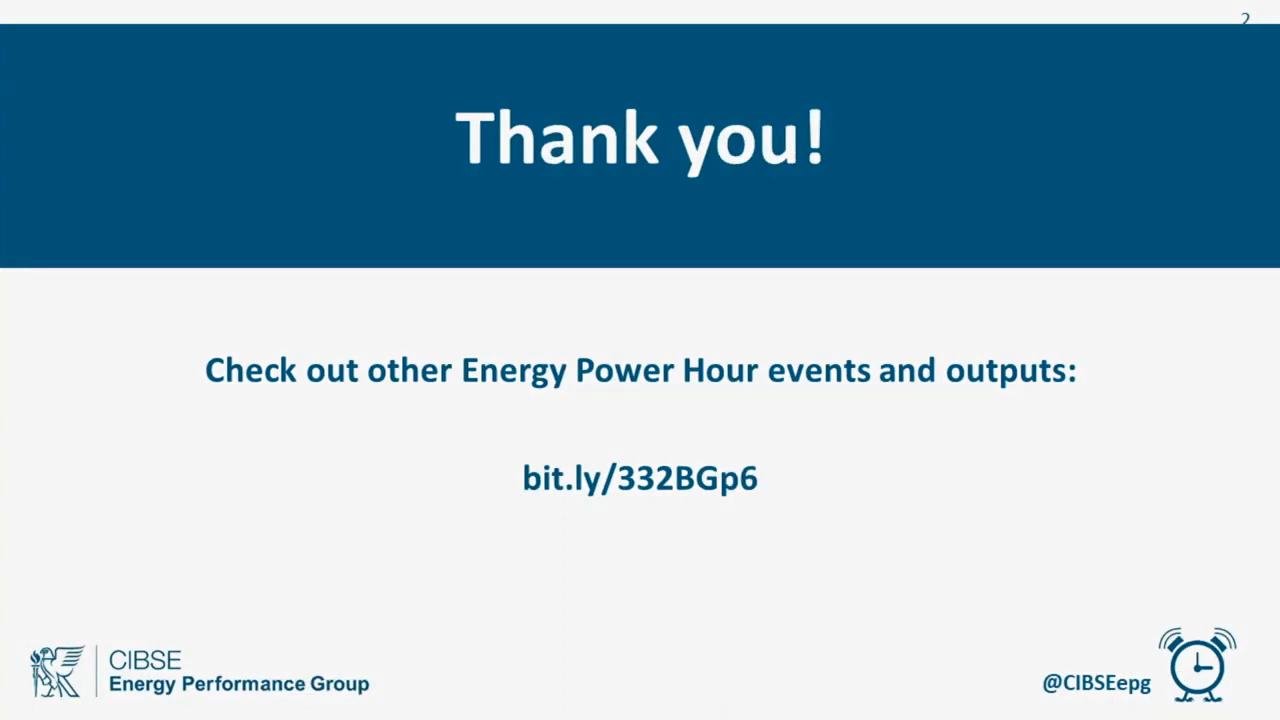 2
Thank you!
Check out other Energy Power Hour events and outputs:
bit.ly/332BGp6
CIBSE
Energy Performance Group
@CIBSEepg